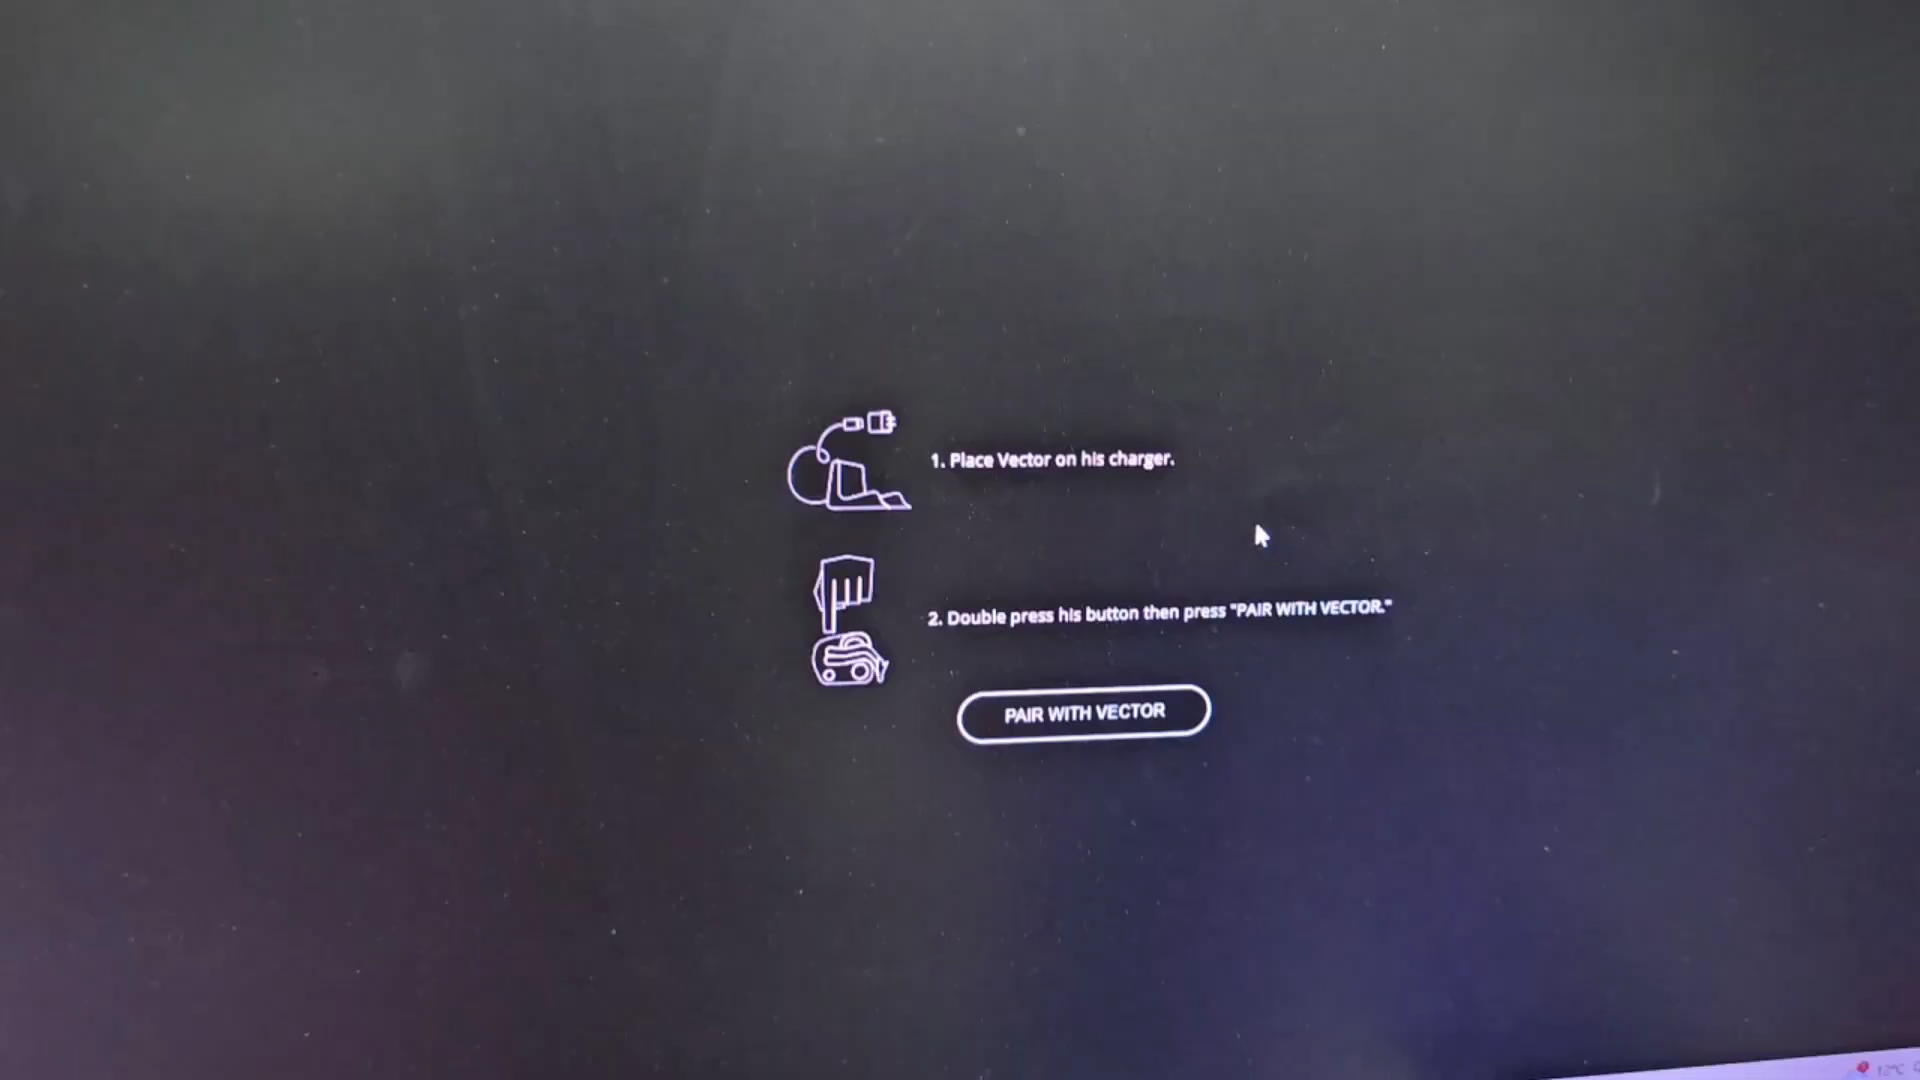 1. Place Vector on his charger.
2. Double press his button then press "PAIR WITH VECTOR."
PAIR WITH VECTOR
12°C